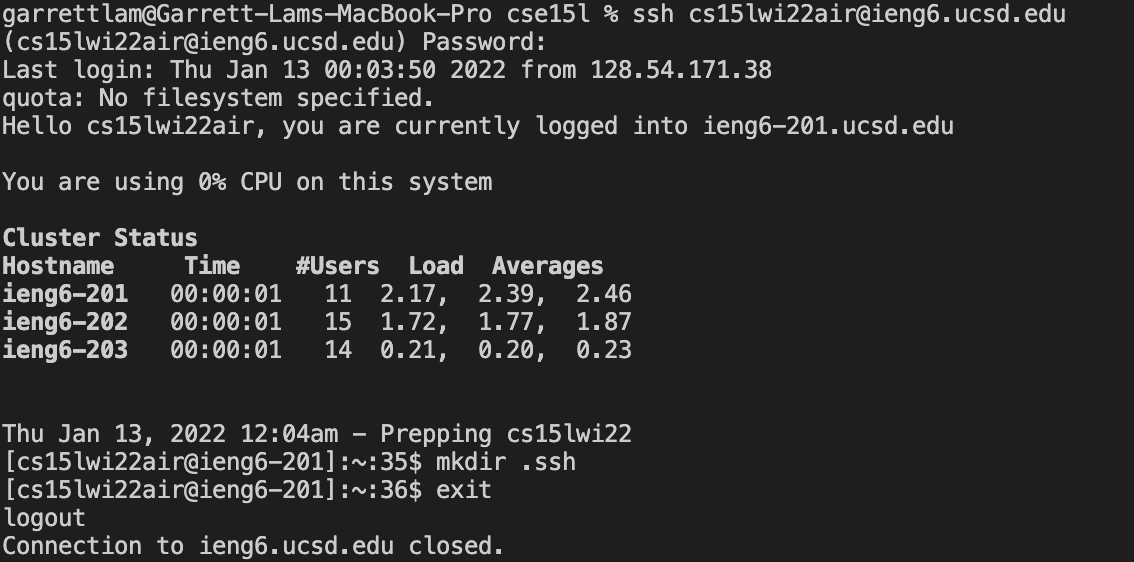 garrettlam@Garrett-Lams-MacBook-Pro cse15l % ssh cs15lwi22air@ieng6.ucsd.edu
(cs15lwi22air@ieng6.ucsd.edu) Password:
Last login: Thu Jan 13 00:03:50 2022 from 128.54.171.38
quota: No filesystem specified.
Hello cs15lwi22air, you are currently logged into ieng6-201.ucsd.edu
You are using 0% CPU on this system
Cluster Status
Hostname     Time    #Users  Load  Averages
ieng6-201   00:00:01   11  2.17,  2.39,  2.46
ieng6-202   00:00:01   15  1.72,  1.77,  1.87
ieng6-203   00:00:01   14  0.21,  0.20,  0.23
Thu Jan 13, 2022 12:04am - Prepping cs15lwi22
[cs15lwi22air@ieng6-201]:~:35$ mkdir .ssh
[cs15lwi22air@ieng6-201]:~:36$ exit
logout
Connection to ieng6.ucsd.edu closed.